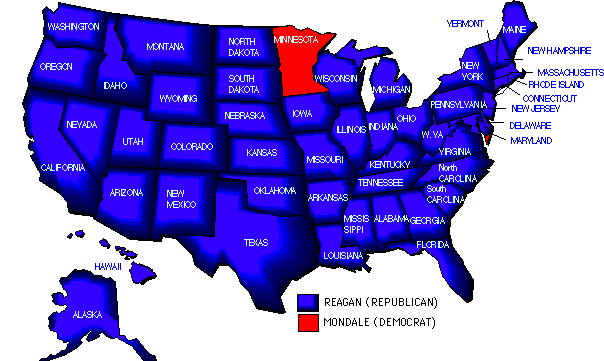 WASHINGTON
MONTANA
NORTH
DAKOTA
MINNESOTA
VERMONT
MAINE
NEW HAMPSHIRE
OREGON
IDAHO
SOUTH
DAKOTA
WISCONSIN
MICHIGAN
NEW
YORK
MASSACHUSETTS
RHODE ISLAND
CONNECTICUT
WYOMING
NEBRASKA
IOWA
PENNSYLVANIA
NEW JERSEY
NEVADA
UTAH
COLORADO
ILLINOIS
INDIANA
OHIO
W. VA
DELAWARE
MARYLAND
CALIFORNIA
KANSAS
MISSOURI
KENTUCKY
VIRGINIA
ARIZONA
NEW
MEXICO
OKLAHOMA
ARKANSAS
TENNESSEE
North
CAROLINA
South
CAROLINA
TEXAS
MISSIS
SIPPI
ALABAMA
GEORGIA
LOUISIANA
FLORIDA
HAWAII
ALASKA
REAGAN (REPUBLICAN)
MONDALE (DEMOCRAT)